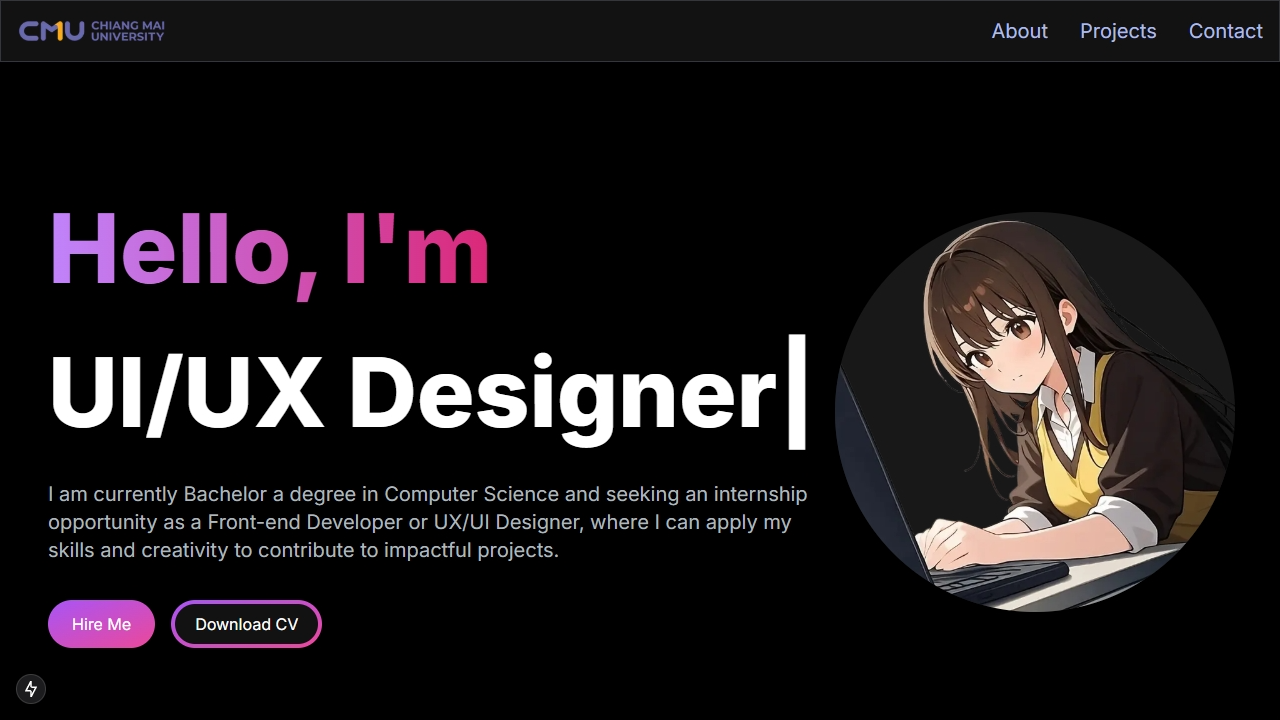 CMU CHIANG MAI
UNIVERSITY
About Projects Contact
Hello, I'm
UI/UX Designer|
I am currently Bachelor a degree in Computer Science and seeking an internship
opportunity as a Front-end Developer or UX/UI Designer, where I can apply my
skills and creativity to contribute to impactful projects.
Hire Me Download CV